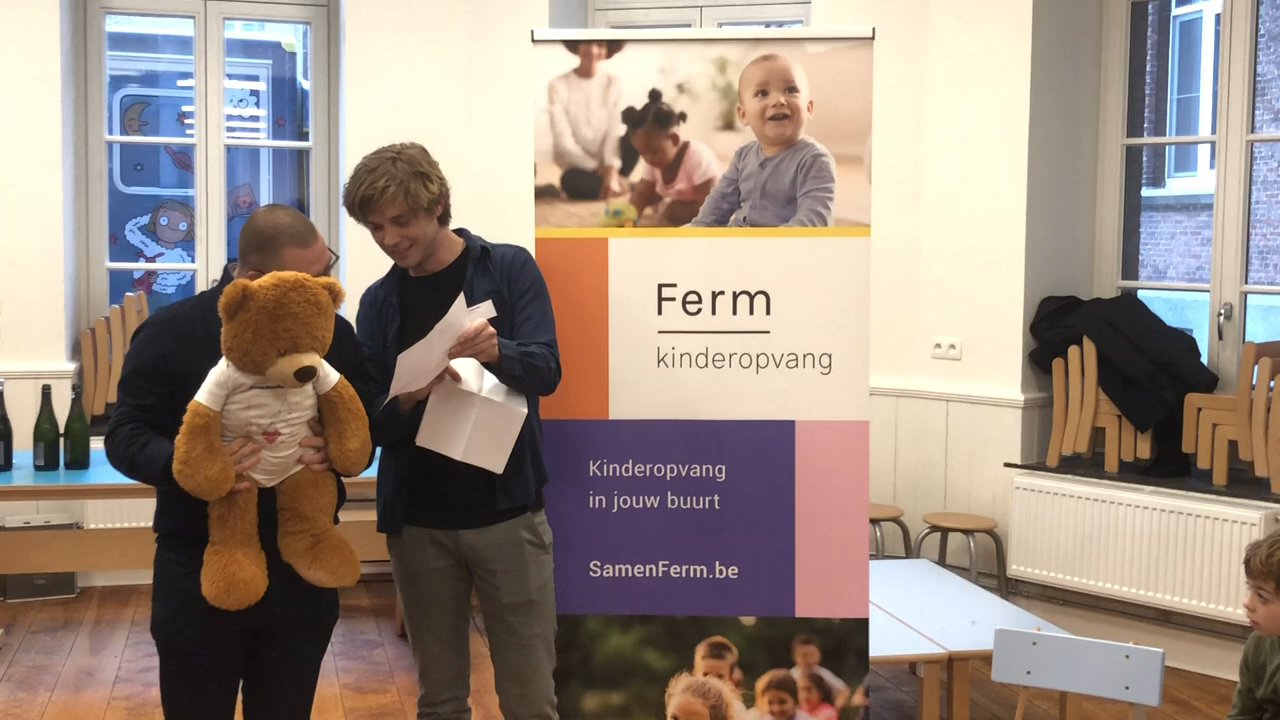 Ferm
kinderopvang
Kinderopvang
in jouw buurt
SamenFerm.be